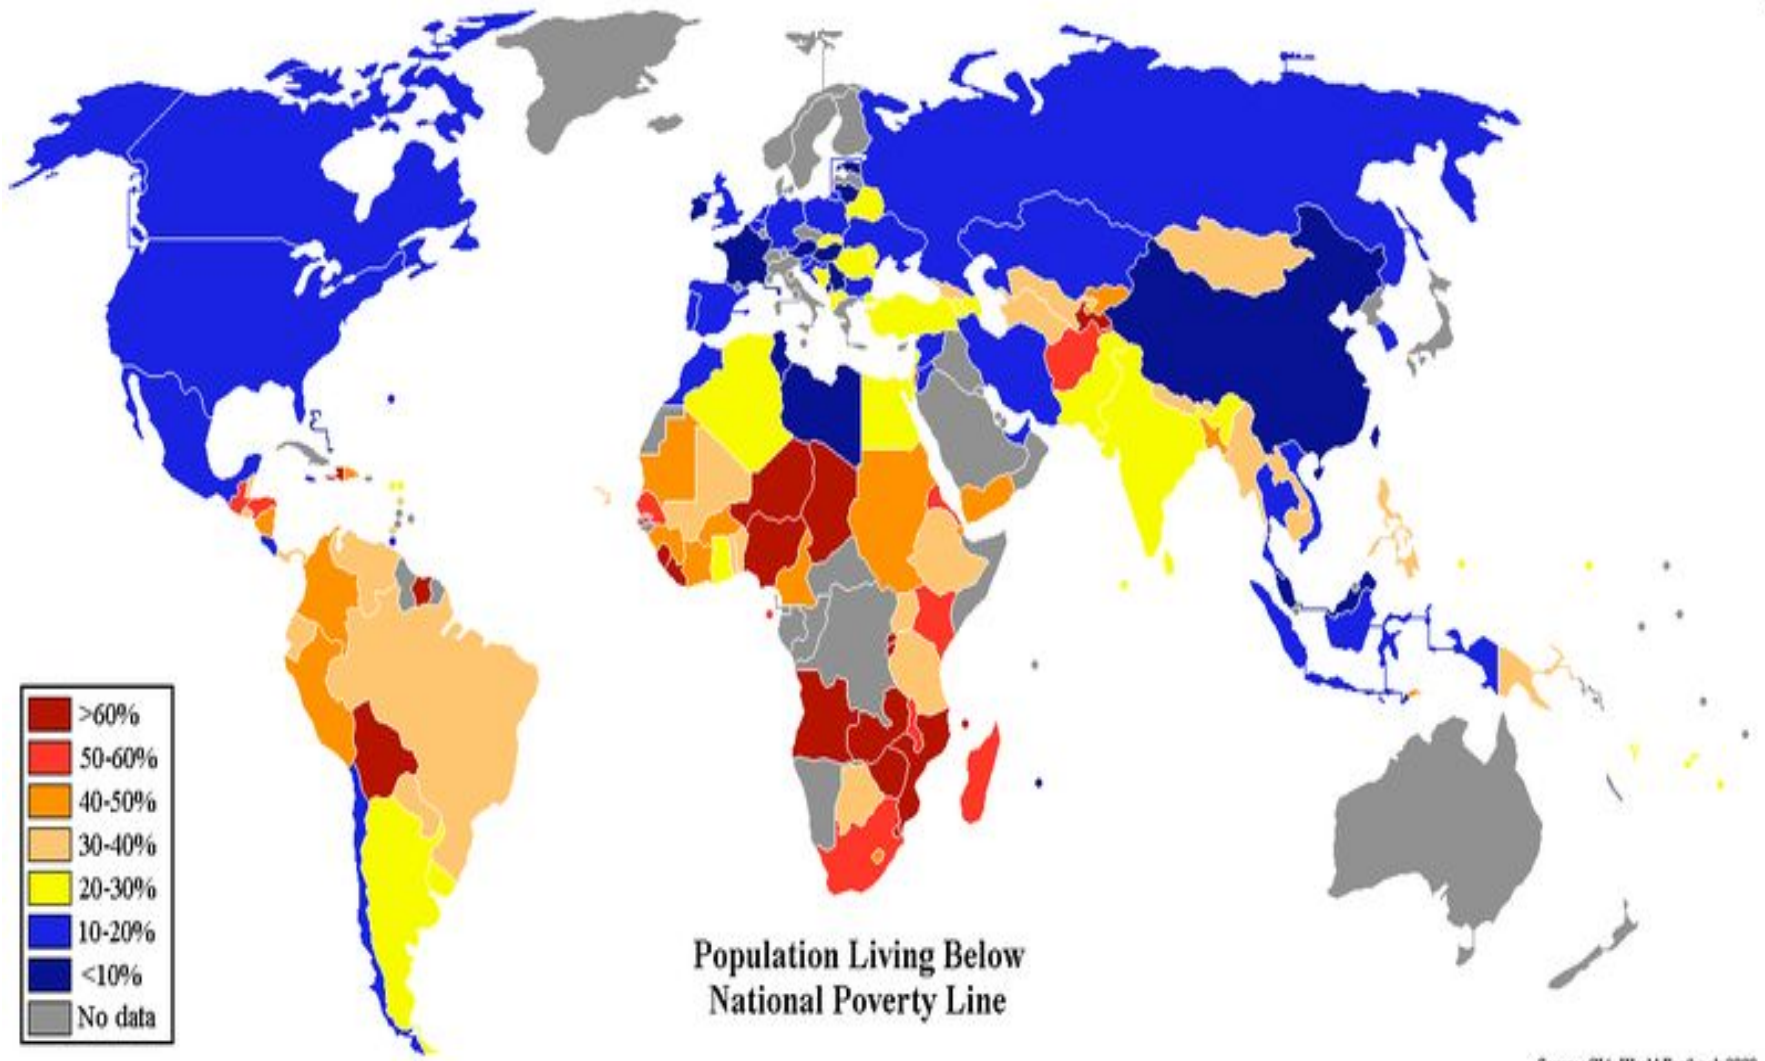 >60%
50-60%
40-50%
30-40%
20-30%
10-20%
<10%
No data
Population Living Below
National Poverty Line